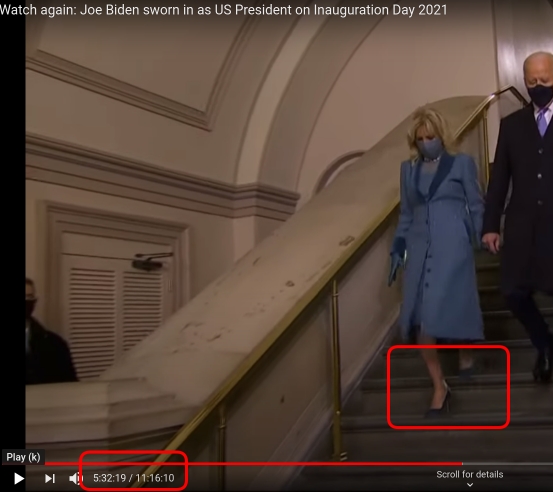 Watch again: Joe Biden sworn in as US President on Inauguration Day 2021
Play (k)
5:32:19 / 11:16:10
Scroll for details